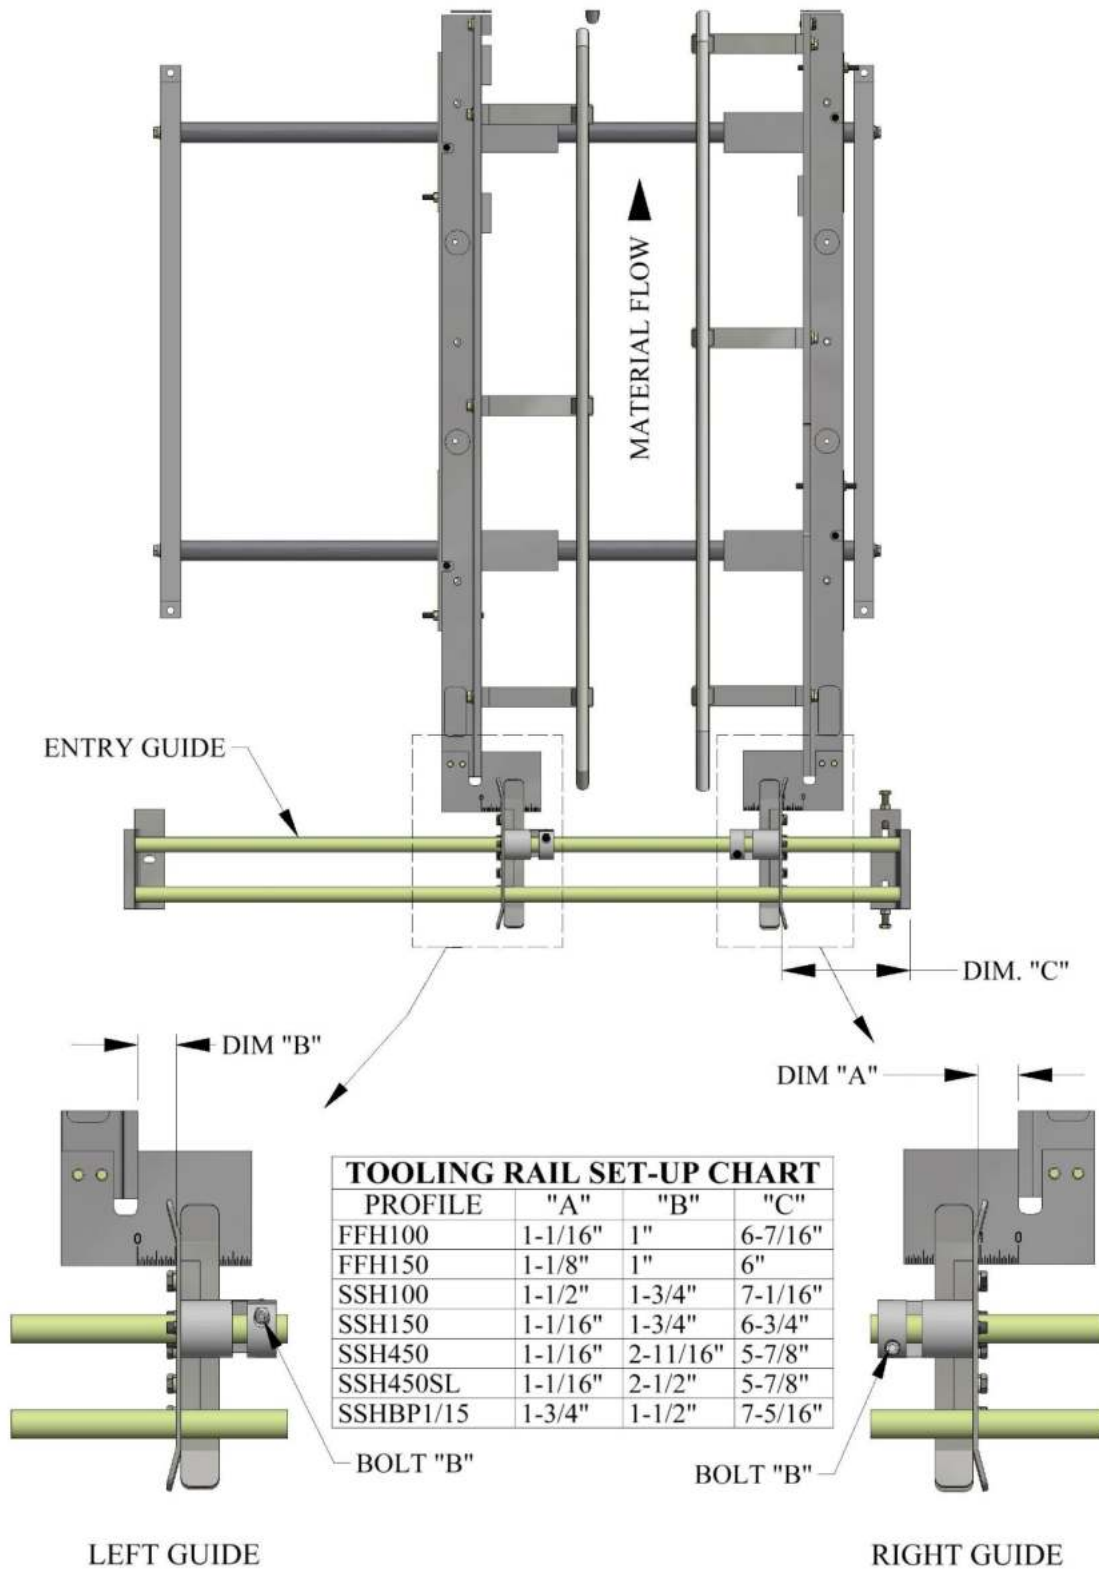 MATERIAL FLOW
ENTRY GUIDE
0
0
DIM. "C"
DIM "B"
DIM "A"
0
1 0
TOOLING RAIL SET-UP CHART
PROFILE "A" "B" "C"
FFH100 1-1/16" 1" 6-7/16"
FFH150 1-1/8" 1" 6"
SSH100 1-1/2" 1-3/4" 7-1/16"
SSH150 1-1/16" 1-3/4" 6-3/4"
SSH450 1-1/16" 2-11/16" 5-7/8"
SSH450SL 1-1/16" 2-1/2" 5-7/8"
SSHBP1/15 1-3/4" 1-1/2" 7-5/16"
BOLT "B"
BOLT "B"
LEFT GUIDE
RIGHT GUIDE